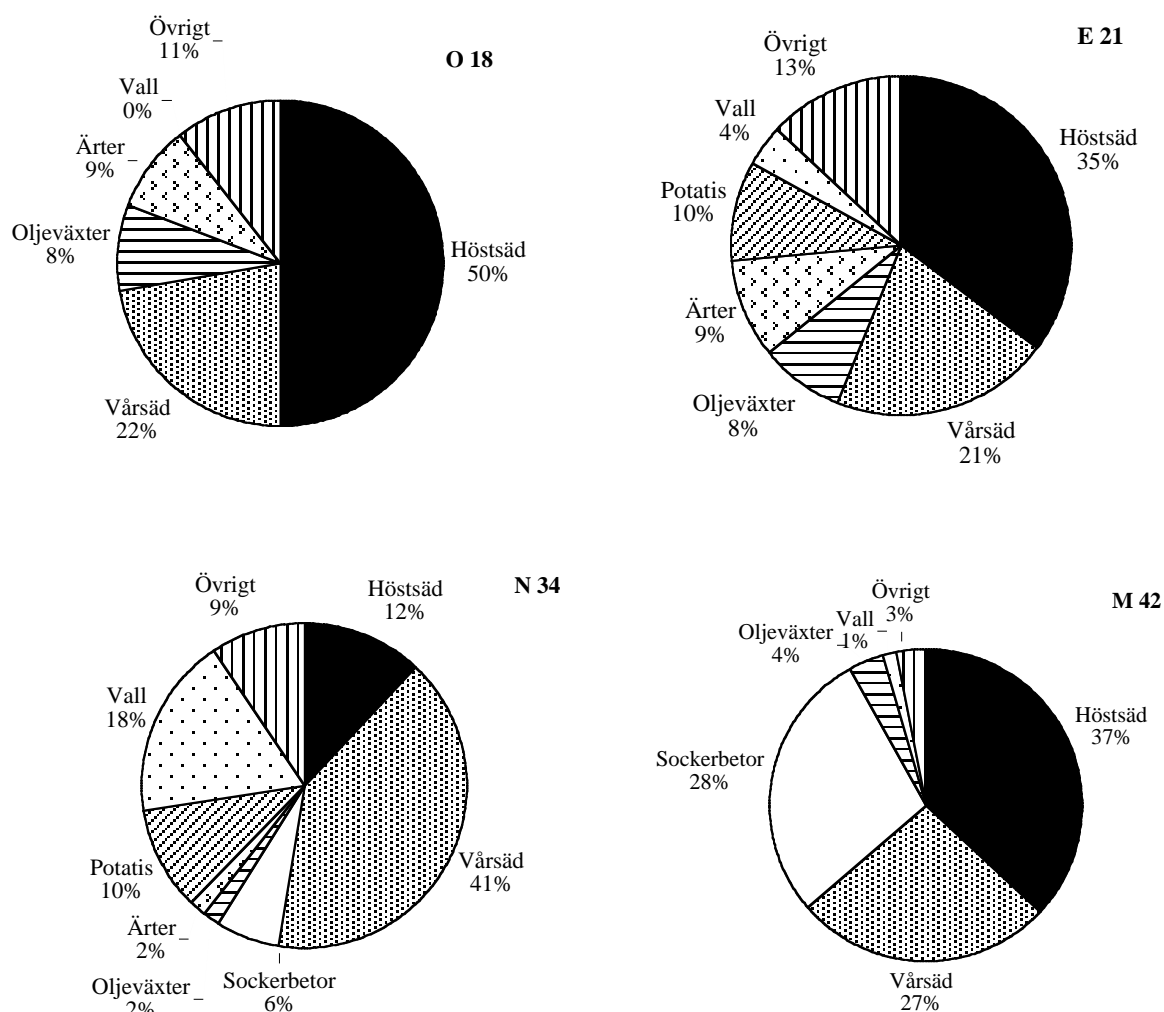 O 18
Övrigt
11%
Vall
0%
Ärter
9%
Oljeväxter
8%
Vårsäd
22%
Höstsäd
50%
E 21
Övrigt
13%
Vall
4%
Potatis
10%
Ärter
9%
Oljeväxter
8%
Vårsäd
21%
Höstsäd
35%
N 34
Övrigt
9%
Höstsäd
12%
Vall
18%
Potatis
10%
Ärter
2%
Oljeväxter
2%
Sockerbetor
6%
Vårsäd
41%
M 42
Övrigt
3%
Vall
1%
Oljeväxter
4%
Sockerbetor
28%
Vårsäd
27%
Höstsäd
37%